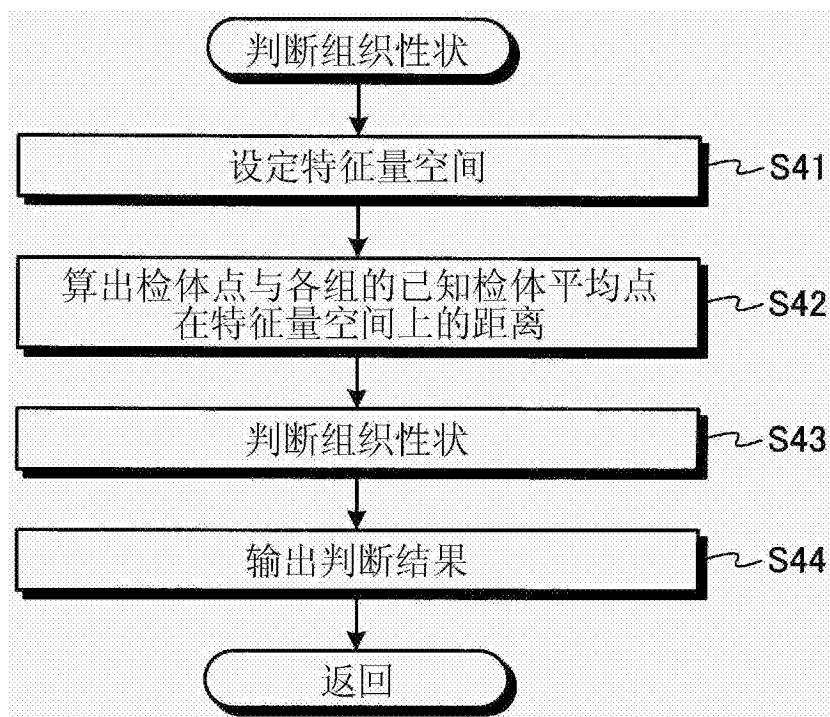 判断组织性状
设定特征量空间
S41
算出检体点与各组的已知检体平均点
在特征量空间上的距离
S42
判断组织性状
S43
输出判断结果
S44
返回